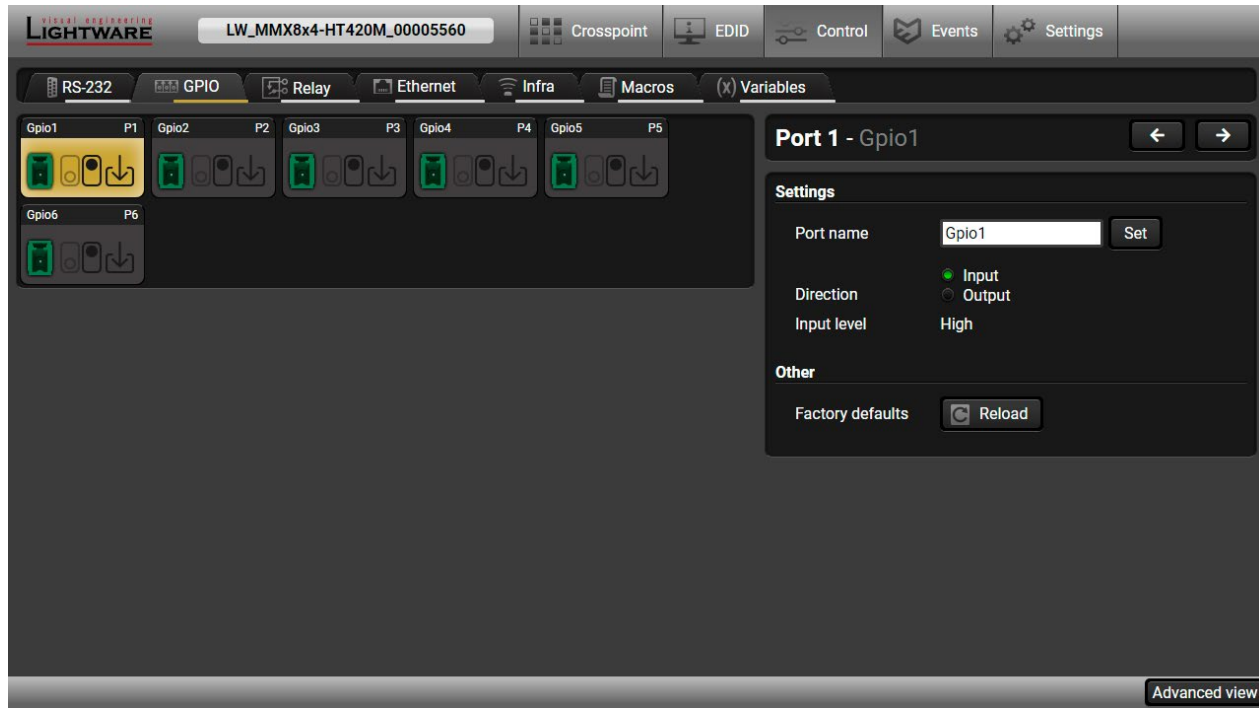 visual engineering
LIGHTWARE
LW_MMX8x4-HT420M_00005560
Crosspoint
EDID
Control
Events
Settings
RS-232
GPIO
Relay
Ethernet
Infra
Macros
(x) Variables
Gpio1 P1
Gpio2 P2
Gpio3 P3
Gpio4 P4
Gpio5 P5
Gpio6 P6
Port 1 - Gpio1
Settings
Port name Gpio1 Set
Input
Direction Output
Input level High
Other
Factory defaults Reload
Advanced view